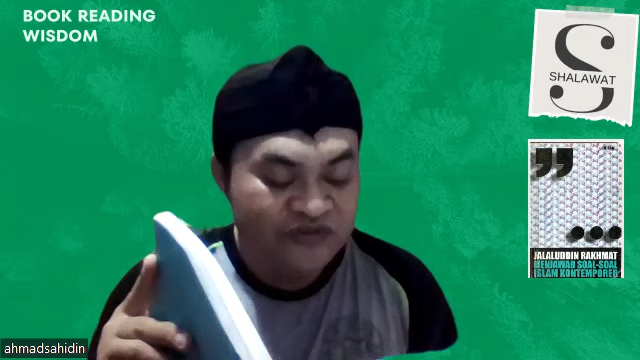 BOOK READING
WISDOM
SHALAWAT
JALALUDDIN RAKHMAT
MENJAWAB SOAL-SOAL
ISLAM KONTEMPORER
ahmadsahidin